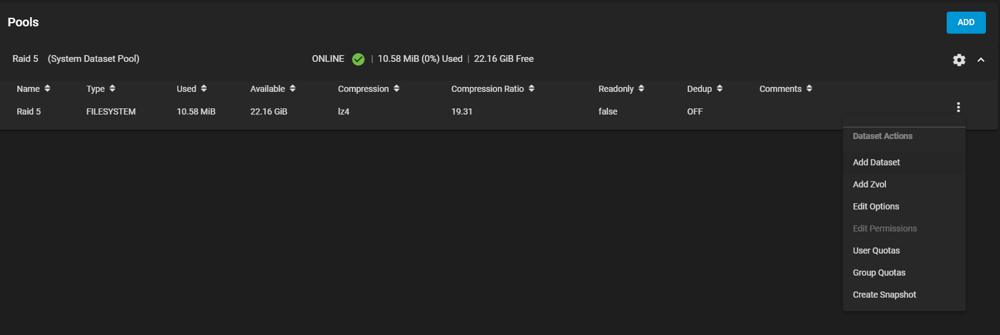 Pools
ADD
Raid 5 (System Dataset Pool) ONLINE | 10.58 MiB (0%) Used | 22.16 GiB Free
Name Type Used Available Compression Compression Ratio Readonly Dedup Comments
Raid 5 FILESYSTEM 10.58 MiB 22.16 GiB lz4 19.31 false OFF
Dataset Actions
Add Dataset
Add Zvol
Edit Options
Edit Permissions
User Quotas
Group Quotas
Create Snapshot